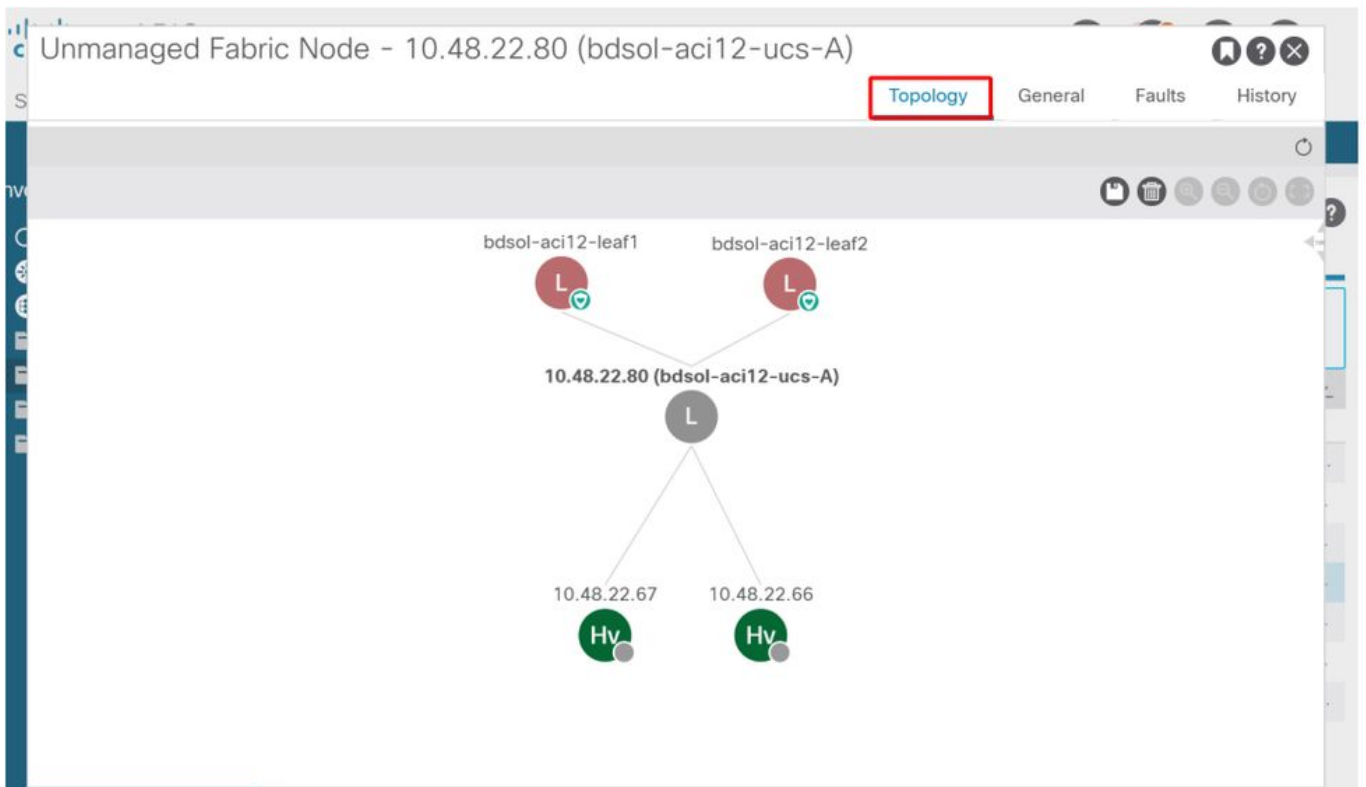 Unmanaged Fabric Node - 10.48.22.80 (bdsol-aci12-ucs-A)
Topology General Faults History
bdsol-aci12-leaf1 bdsol-aci12-leaf2
L L
10.48.22.80 (bdsol-aci12-ucs-A)
L
10.48.22.67 10.48.22.66
Hv Hv